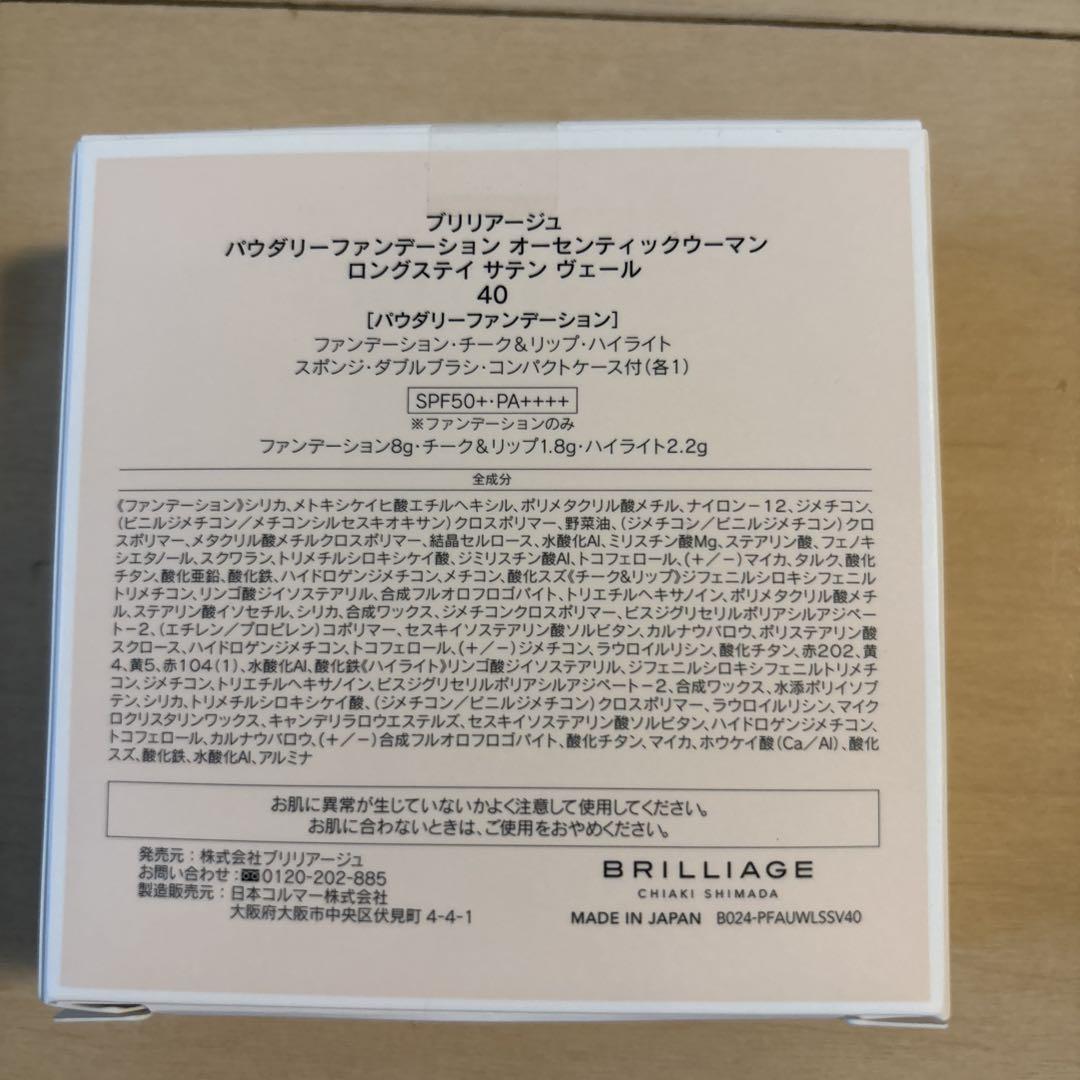 ブリリアージュ
パウダリーファンデーション オーセンティックウーマン
ロングステイ サテン ヴェール
40
[パウダリーファンデーション]
ファンデーション・チーク&リップ・ハイライト
スポンジ・ダブルブラシ・コンパクトケース付(各1)
SPF50+・PA++++
※ファンデーションのみ
ファンデーション8g・チーク&リップ1.8g・ハイライト2.2g
全成分
《ファンデーション》シリカ、メトキシケイヒ酸エチルヘキシル、ポリメタクリル酸メチル、ナイロン-12、ジメチコン、
(ビニルジメチコン/メチコンシルセスキオキサン)クロスポリマー、野菜油、(ジメチコン/ビニルジメチコン)クロ
スポリマー、メタクリル酸メチルクロスポリマー、結晶セルロース、水酸化Al、ミリスチン酸Mg、ステアリン酸、フェノキ
シエタノール、スクワラン、トリメチルシロキシケイ酸、ジミリスチン酸Al、トコフェロール、(+/-)マイカ、タルク、酸化
チタン、酸化亜鉛、酸化鉄、ハイドロゲンジメチコン、メチコン、酸化スズ《チーク&リップ》ジフェニルシロキシフェニル
トリメチコン、リンゴ酸ジイソステアリル、合成フルオロフロゴパイト、トリエチルヘキサノイン、ポリメタクリル酸メチ
ル、ステアリン酸イソセチル、シリカ、合成ワックス、ジメチコンクロスポリマー、ビスジグリセリルポリアシルアジペー
ト-2、(エチレン/プロピレン)コポリマー、セスキイソステアリン酸ソルビタン、カルナウバロウ、ポリステアリン酸
スクロース、ハイドロゲンジメチコン、トコフェロール、(+/-)ジメチコン、ラウロイルリシン、酸化チタン、赤202、黄
4、黄5、赤104(1)、水酸化Al、酸化鉄《ハイライト》リンゴ酸ジイソステアリル、ジフェニルシロキシフェニルトリメチ
コン、ジメチコン、トリエチルヘキサノイン、ビスジグリセリルポリアシルアジペート-2、合成ワックス、水添ポリイソブ
テン、シリカ、トリメチルシロキシケイ酸、(ジメチコン/ビニルジメチコン)クロスポリマー、ラウロイルリシン、マイク
ロクリスタリンワックス、キャンデリラロウエステルズ、セスキイソステアリン酸ソルビタン、ハイドロゲンジメチコン、
トコフェロール、カルナウバロウ、(+/-)合成フルオロフロゴパイト、酸化チタン、マイカ、ホウケイ酸(Ca/Al)、酸化
スズ、酸化鉄、水酸化Al、アルミナ
お肌に異常が生じていないかよく注意して使用してください。
お肌に合わないときは、ご使用をおやめください。
発売元:株式会社ブリリアージュ
お問い合わせ:0120-202-885
製造販売元:日本コルマー株式会社
大阪府大阪市中央区伏見町 4-4-1
BRILLIAGE
CHIAKI SHIMADA
MADE IN JAPAN B024-PFAUWLSSV40